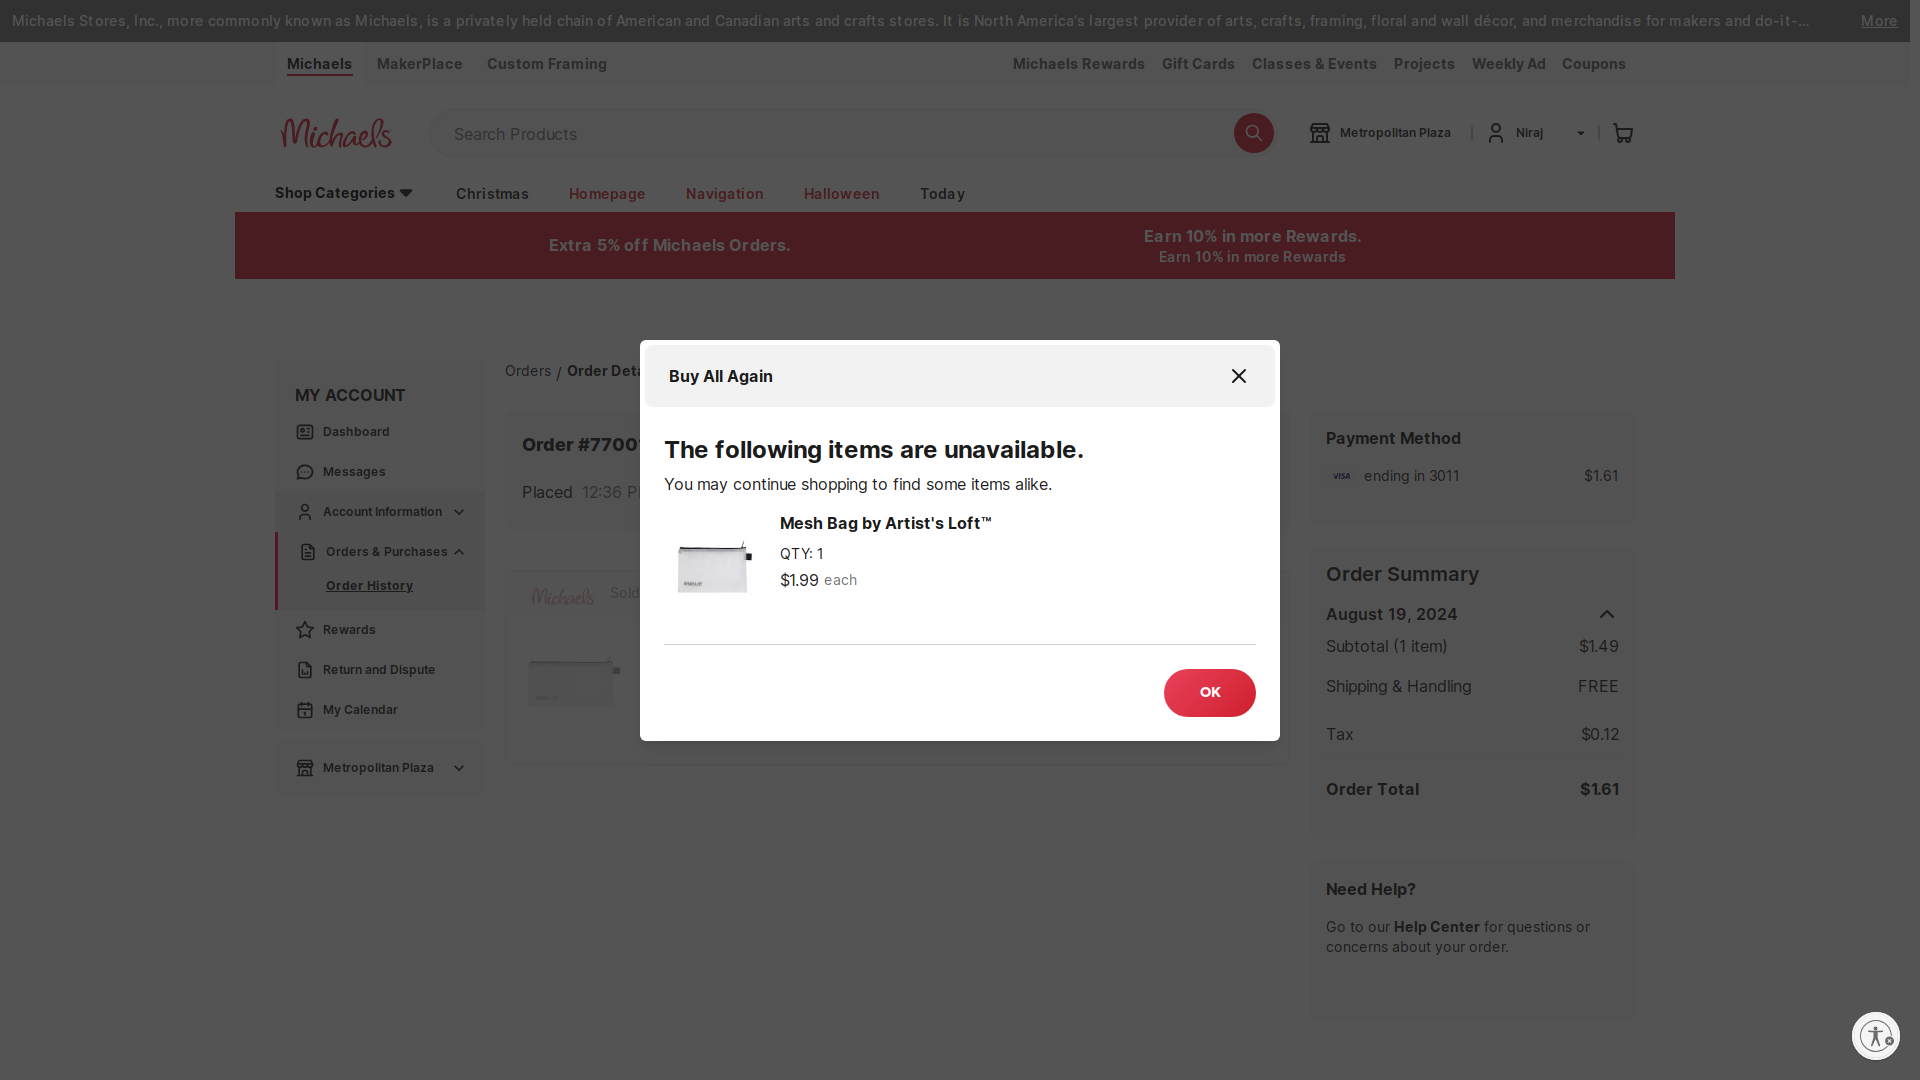 Michaels Stores, Inc., more commonly known as Michaels, is a privately held chain of American and Canadian arts and crafts stores. It is North America's largest provider of arts, crafts, framing, floral and wall décor, and merchandise for makers and do-it-... More
Michaels MakerPlace Custom Framing Michaels Rewards Gift Cards Classes & Events Projects Weekly Ad Coupons
Michaels Search Products Metropolitan Plaza Niraj
Shop Categories Christmas Homepage Navigation Halloween Today
Extra 5% off Michaels Orders.
Earn 10% in more Rewards.
Earn 10% in more Rewards
MY ACCOUNT
Dashboard
Messages
Account Information
Orders & Purchases
Order History
Rewards
Return and Dispute
My Calendar
Metropolitan Plaza
Orders / Order
Order #7700
Placed 12:36
Michaels Sold
Buy All Again
The following items are unavailable.
You may continue shopping to find some items alike.
Mesh Bag by Artist's Loft™
QTY: 1
$1.99 each
OK
Payment Method
VISA ending in 3011 $1.61
Order Summary
August 19, 2024
Subtotal (1 item) $1.49
Shipping & Handling FREE
Tax $0.12
Order Total $1.61
Need Help?
Go to our Help Center for questions or
concerns about your order.